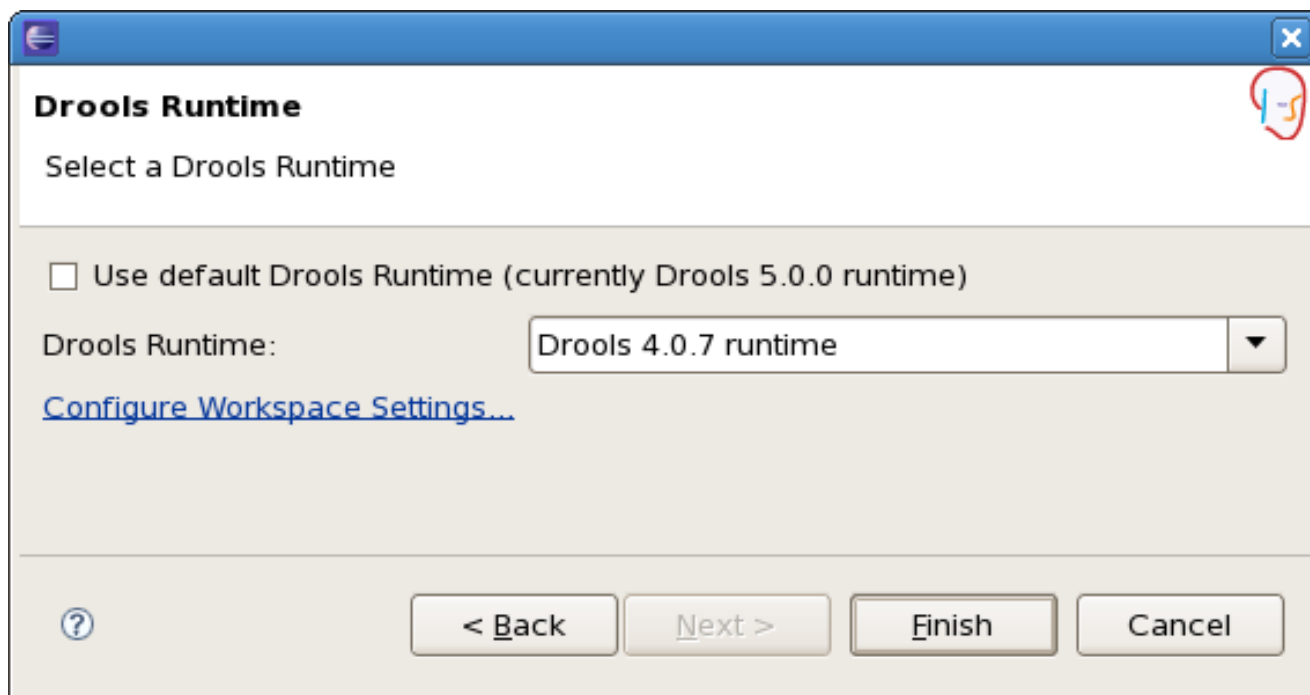 Drools Runtime
Select a Drools Runtime
Use default Drools Runtime (currently Drools 5.0.0 runtime)
Drools Runtime: Drools 4.0.7 runtime
Configure Workspace Settings...
< Back Next > Finish Cancel